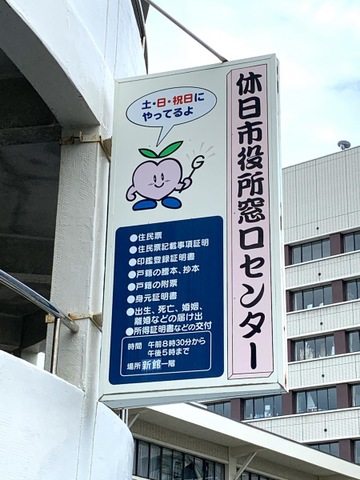 土・日・祝日に
やってるよ
休日市役所窓口センター
●住民票
●住民票記載事項証明
●印鑑登録証明書
●戸籍の謄本、抄本
●戸籍の附票
●身元証明書
●出生、死亡、婚姻、
離婚などの届け出
●所得証明書などの交付
時間 午前8時30分から
午後5時まで
場所 新館一階